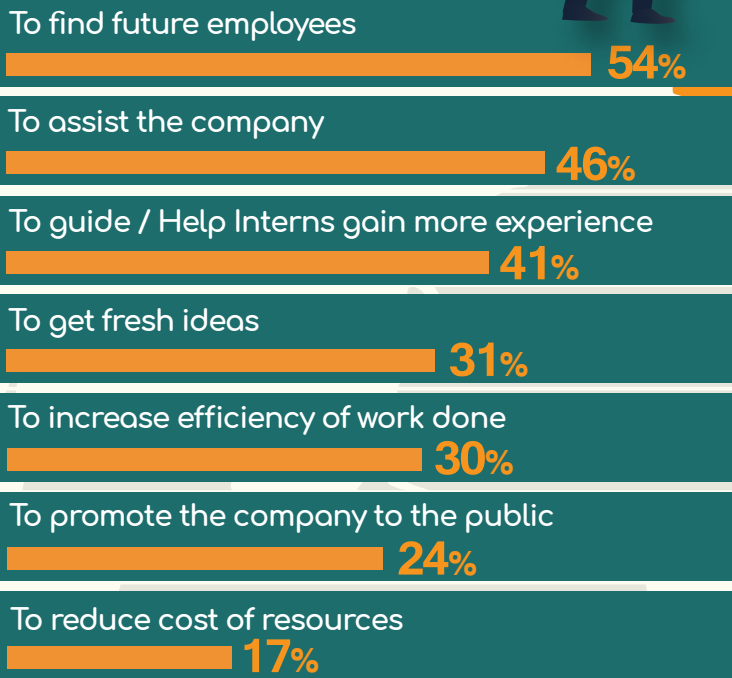 To find future employees
54%
To assist the company
46%
To guide / Help Interns gain more experience
41%
To get fresh ideas
31%
To increase efficiency of work done
30%
To promote the company to the public
24%
To reduce cost of resources
17%